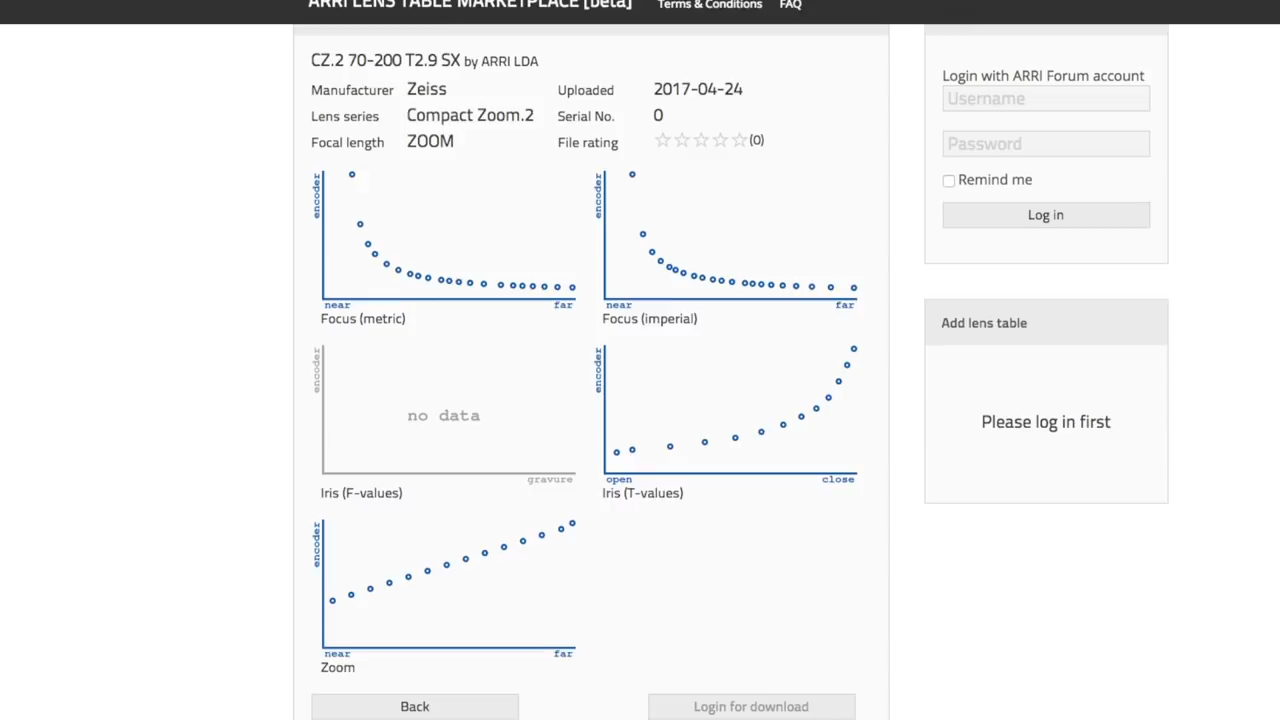 ARRI LENS TABLE MARKETPLACE [beta] Terms & Conditions FAQ
CZ.2 70-200 T2.9 SX by ARRI LDA
Manufacturer Zeiss Uploaded 2017-04-24
Lens series Compact Zoom.2 Serial No. 0
Focal length ZOOM File rating (0)
encoder
near far
Focus (metric)
encoder
near far
Focus (imperial)
encoder
no data
gravure
Iris (F-values)
encoder
open close
Iris (T-values)
encoder
near far
Zoom
Back Login for download
Login with ARRI Forum account
Username
Password
Remind me
Log in
Add lens table
Please log in first